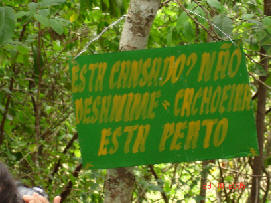 ESTA CANSADO? NÃO
DESANIME - CACHOEIRA
ESTA PERTO